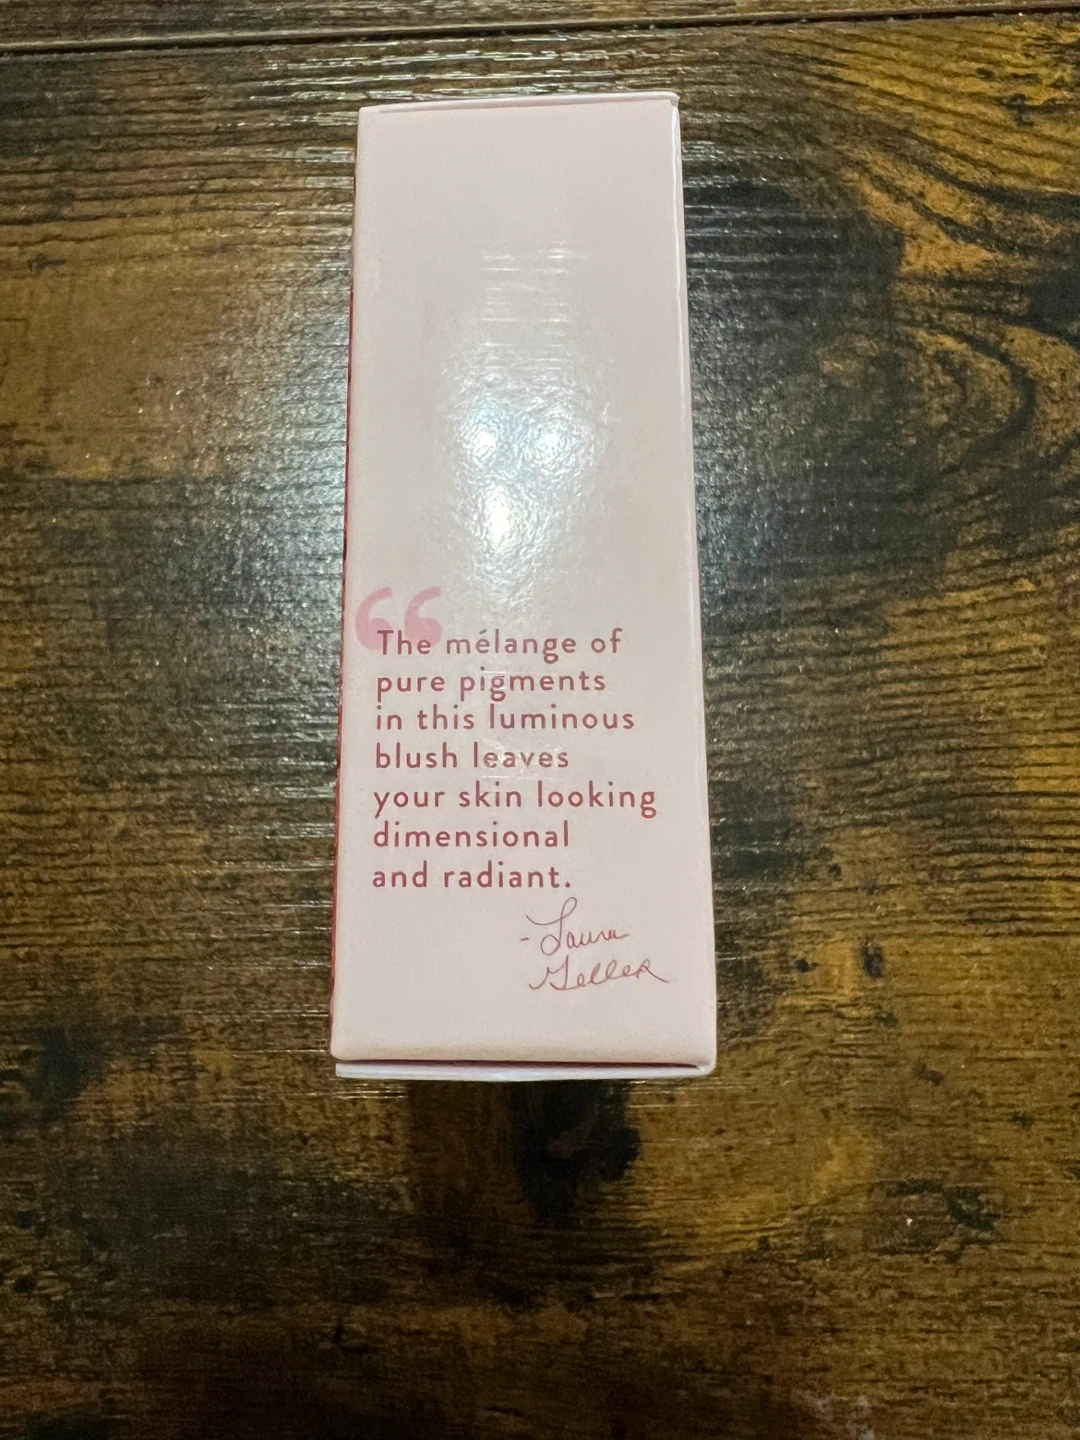 “The mélange of
pure pigments
in this luminous
blush leaves
your skin looking
dimensional
and radiant.
-Laura
Geller